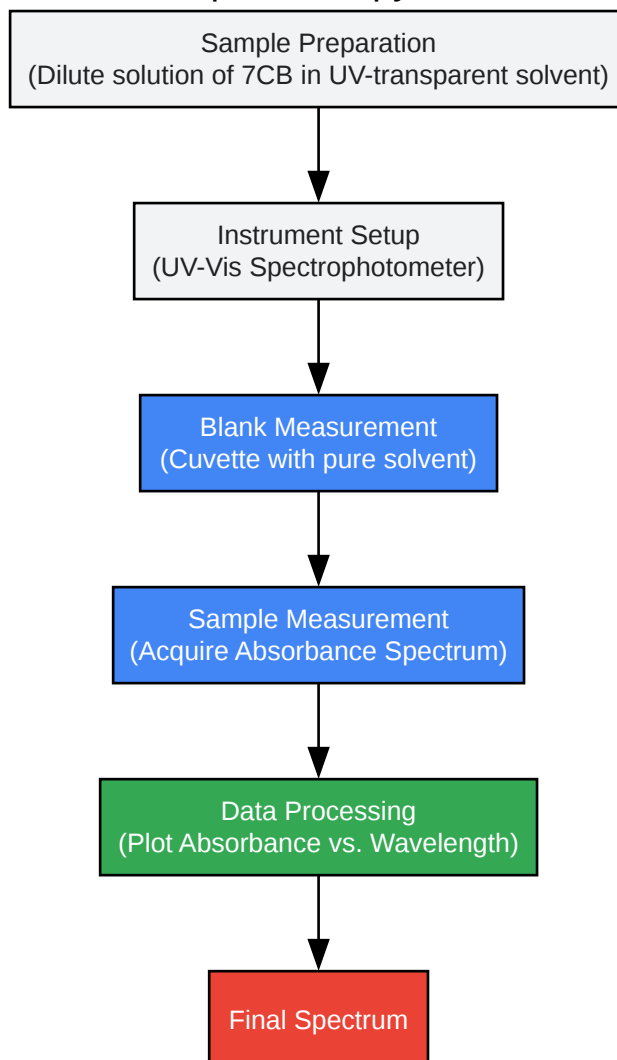 Sample Preparation
(Dilute solution of 7CB in UV-transparent solvent)
Instrument Setup
(UV-Vis Spectrophotometer)
Blank Measurement
(Cuvette with pure solvent)
Sample Measurement
(Acquire Absorbance Spectrum)
Data Processing
(Plot Absorbance vs. Wavelength)
Final Spectrum